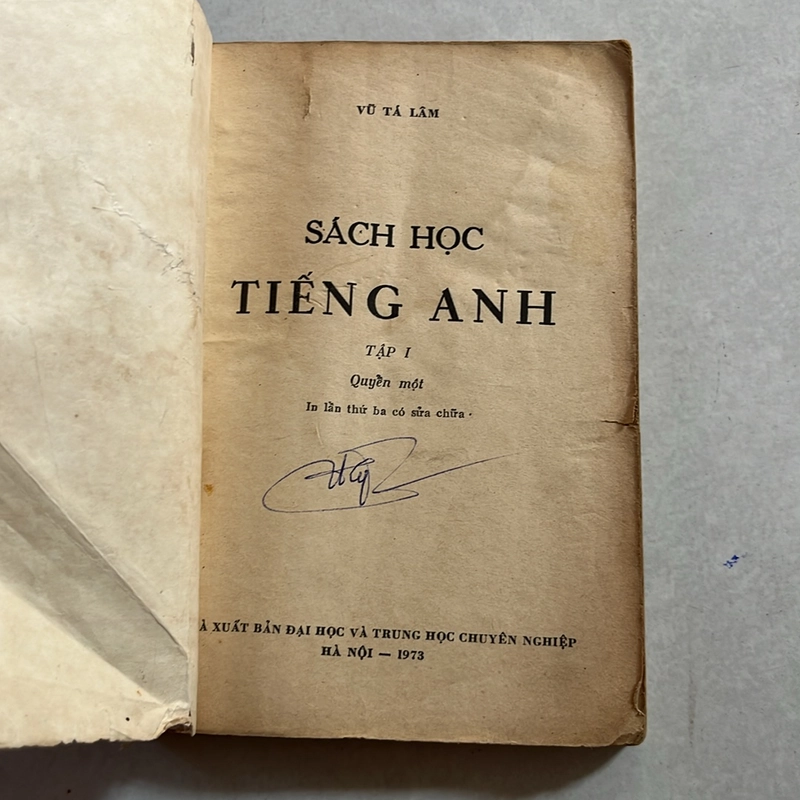 VŨ TÁ LÂM
SÁCH HỌC
TIẾNG ANH
TẬP I
Quyển một
In lần thứ ba có sửa chữa.
À XUẤT BẢN ĐẠI HỌC VÀ TRUNG HỌC CHUYÊN NGHIỆP
HÀ NỘI — 1973